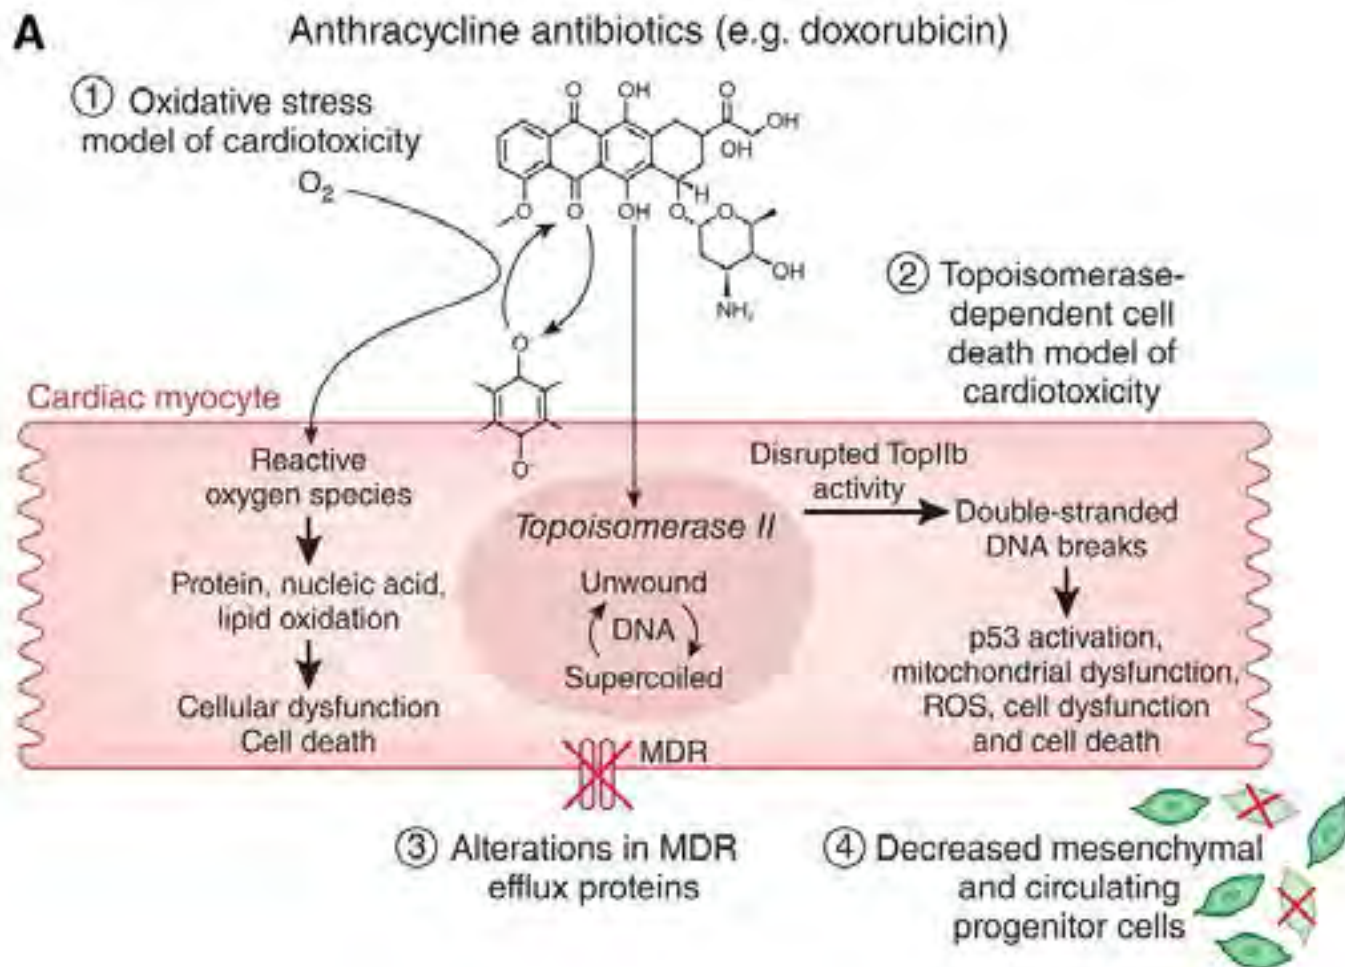 A
Anthracycline antibiotics (e.g. doxorubicin)
① Oxidative stress
model of cardiotoxicity
O₂
O
OH
O
OH
OH
O
O
OH
O
H
O
OH
NH₂
O
O⁻
② Topoisomerase-
dependent cell
death model of
cardiotoxicity
Cardiac myocyte
Reactive
oxygen species
Protein, nucleic acid,
lipid oxidation
Cellular dysfunction
Cell death
Topoisomerase II
Unwound
DNA
Supercoiled
Disrupted TopIIb
activity
Double-stranded
DNA breaks
p53 activation,
mitochondrial dysfunction,
ROS, cell dysfunction
and cell death
MDR
③ Alterations in MDR
efflux proteins
④ Decreased mesenchymal
and circulating
progenitor cells